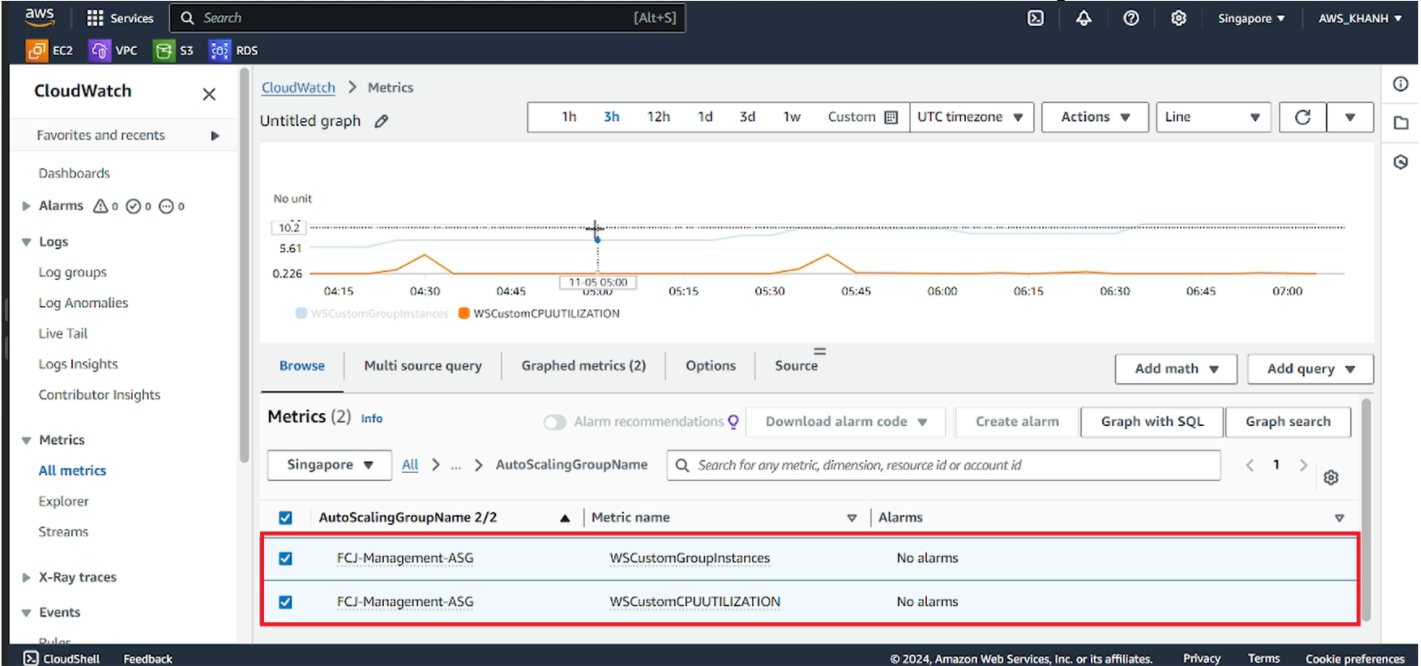 aws Services Search [Alt+S] Singapore AWS_KHANH
EC2 VPC S3 RDS
CloudWatch
Favorites and recents
Dashboards
Alarms 0 0 0
Logs
Log groups
Log Anomalies
Live Tail
Logs Insights
Contributor Insights
Metrics
All metrics
Explorer
Streams
X-Ray traces
Events
Rules
CloudWatch > Metrics
Untitled graph
1h 3h 12h 1d 3d 1w Custom UTC timezone Actions Line
No unit
10.2
5.61
0.226
04:15 04:30 04:45 05:00 05:15 05:30 05:45 06:00 06:15 06:30 06:45 07:00
11-05 05:00
WSCustomGroupInstances WSCustomCPUUTILIZATION
Browse Multi source query Graphed metrics (2) Options Source Add math Add query
Metrics (2) Info Alarm recommendations Download alarm code Create alarm Graph with SQL Graph search
Singapore All > ... > AutoScalingGroupName Search for any metric, dimension, resource id or account id < 1 >
AutoScalingGroupName 2/2 Metric name Alarms
FCJ-Management-ASG WSCustomGroupInstances No alarms
FCJ-Management-ASG WSCustomCPUUTILIZATION No alarms
CloudShell Feedback © 2024, Amazon Web Services, Inc. or its affiliates. Privacy Terms Cookie preferences